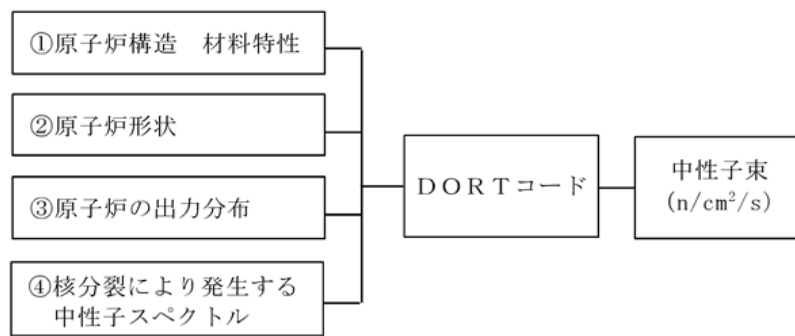 ①原子炉構造　材料特性
②原子炉形状
③原子炉の出力分布
④核分裂により発生する
中性子スペクトル
ＤＯＲＴコード
中性子束
(n/cm²/s)